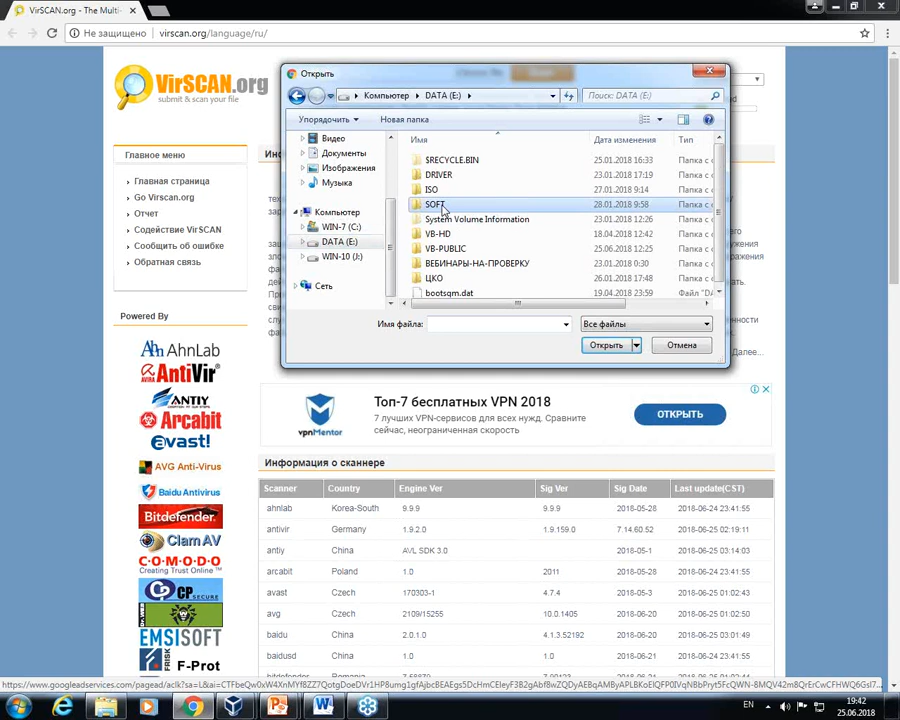 VirSCAN.org - The Multi-
Не защищено
virscan.org/language/ru/
VirSCAN.org
submit & scan your file
Открыть
Компьютер
DATA (E:)
Поиск: DATA (E:)
Упорядочить
Новая папка
Имя
Дата изменения
Тип
Видео
Документы
Изображения
Музыка
Компьютер
WIN-7 (C:)
DATA (E:)
WIN-10 (J:)
Сеть
$RECYCLE.BIN 25.01.2018 16:33 Папка с
DRIVER 23.01.2018 17:19 Папка с
ISO 27.01.2018 9:14 Папка с
SOFT 28.01.2018 9:58 Папка с
System Volume Information 23.01.2018 12:26 Папка с
VB-HD 18.04.2018 12:42 Папка с
VB-PUBLIC 25.06.2018 12:25 Папка с
ВЕБИНАРЫ-НА-ПРОВЕРКУ 23.01.2018 0:30 Папка с
ЦКО 26.01.2018 17:48 Папка с
bootsqm.dat 19.04.2018 23:59 Файл "DA
Имя файла:
Все файлы
Открыть
Отмена
Главное меню
Главная страница
Go Virscan.org
Отчет
Содействие VirSCAN
Сообщить об ошибке
Обратная связь
Далее...
Powered By
AhnLab
AVIRA AntiVir
ANTIY
Arcabit
avast!
AVG Anti-Virus
Baidu Antivirus
Bitdefender
ClamAV
COMODO
Creating Trust Online™
CP SECURE
DR.WEB
EMSISOFT
FRISK F-Prot
vpnMentor
Топ-7 бесплатных VPN 2018
7 лучших VPN-сервисов для всех нужд. Сравните
сейчас, неограниченная скорость
ОТКРЫТЬ
Информация о сканнере
Scanner Country Engine Ver Sig Ver Sig Date Last update(CST)
ahnlab Korea-South 9.9.9 9.9.9 2018-05-28 2018-06-24 23:41:55
antivir Germany 1.9.2.0 1.9.159.0 7.14.60.52 2018-06-25 02:19:11
antiy China AVL SDK 3.0 2018-05-1 2018-06-25 03:14:03
arcabit Poland 1.0 2011 2018-05-28 2018-06-24 23:41:55
avast Czech 170303-1 4.7.4 2018-05-3 2018-06-25 01:02:43
avg Czech 2109/15255 10.0.1405 2018-06-20 2018-06-25 01:02:50
baidu China 2.0.1.0 4.1.3.52192 2018-06-20 2018-06-25 03:01:49
baidusd China 1.0 1.0 2018-06-20 2018-06-24 23:41:55
EN
19:42
25.06.2018